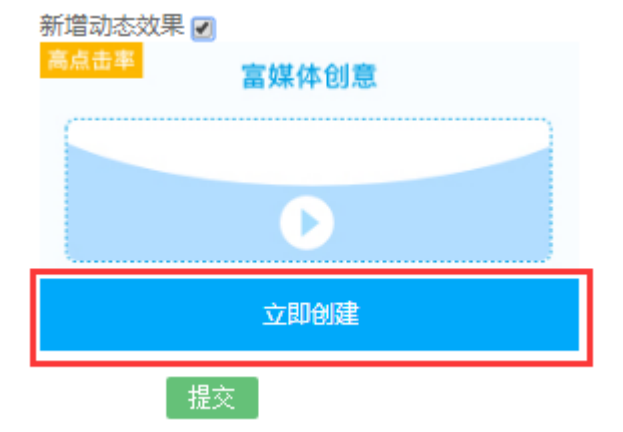 新增动态效果
高点击率
富媒体创意
立即创建
提交